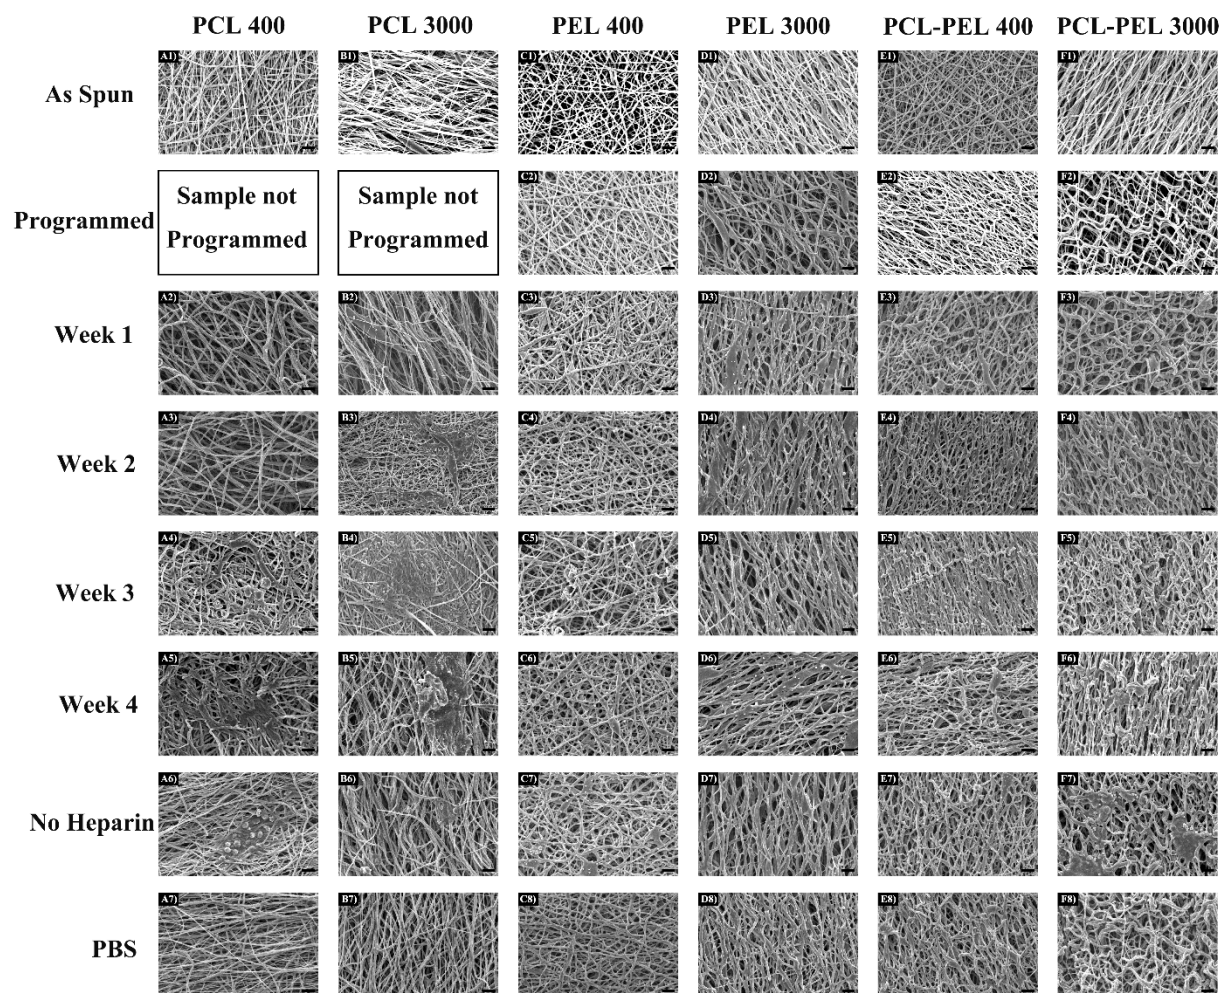 PCL 400 PCL 3000 PEL 400 PEL 3000 PCL-PEL 400 PCL-PEL 3000
As Spun A1) B1) C1) D1) E1) F1)
Programmed Sample not Programmed Sample not Programmed C2) D2) E2) F2)
Week 1 A2) B2) C3) D3) E3) F3)
Week 2 A3) B3) C4) D4) E4) F4)
Week 3 A4) B4) C5) D5) E5) F5)
Week 4 A5) B5) C6) D6) E6) F6)
No Heparin A6) B6) C7) D7) E7) F7)
PBS A7) B7) C8) D8) E8) F8)